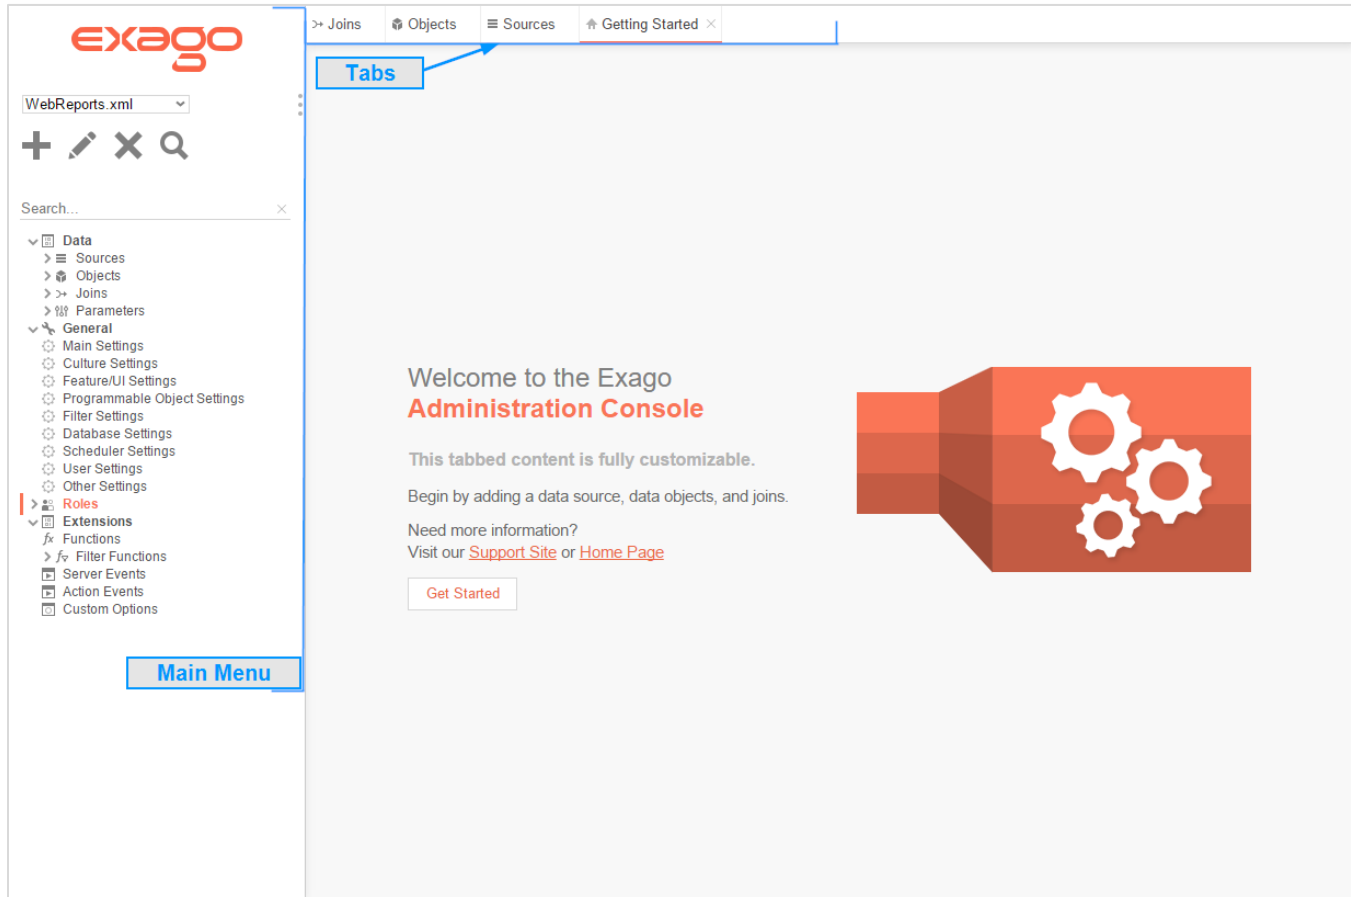 exago
WebReports.xml
Search...
Data
Sources
Objects
Joins
Parameters
General
Main Settings
Culture Settings
Feature/UI Settings
Programmable Object Settings
Filter Settings
Database Settings
Scheduler Settings
User Settings
Other Settings
Roles
Extensions
fx Functions
Filter Functions
Server Events
Action Events
Custom Options
Main Menu
Joins Objects Sources Getting Started
Tabs
Welcome to the Exago
Administration Console
This tabbed content is fully customizable.
Begin by adding a data source, data objects, and joins.
Need more information?
Visit our Support Site or Home Page
Get Started